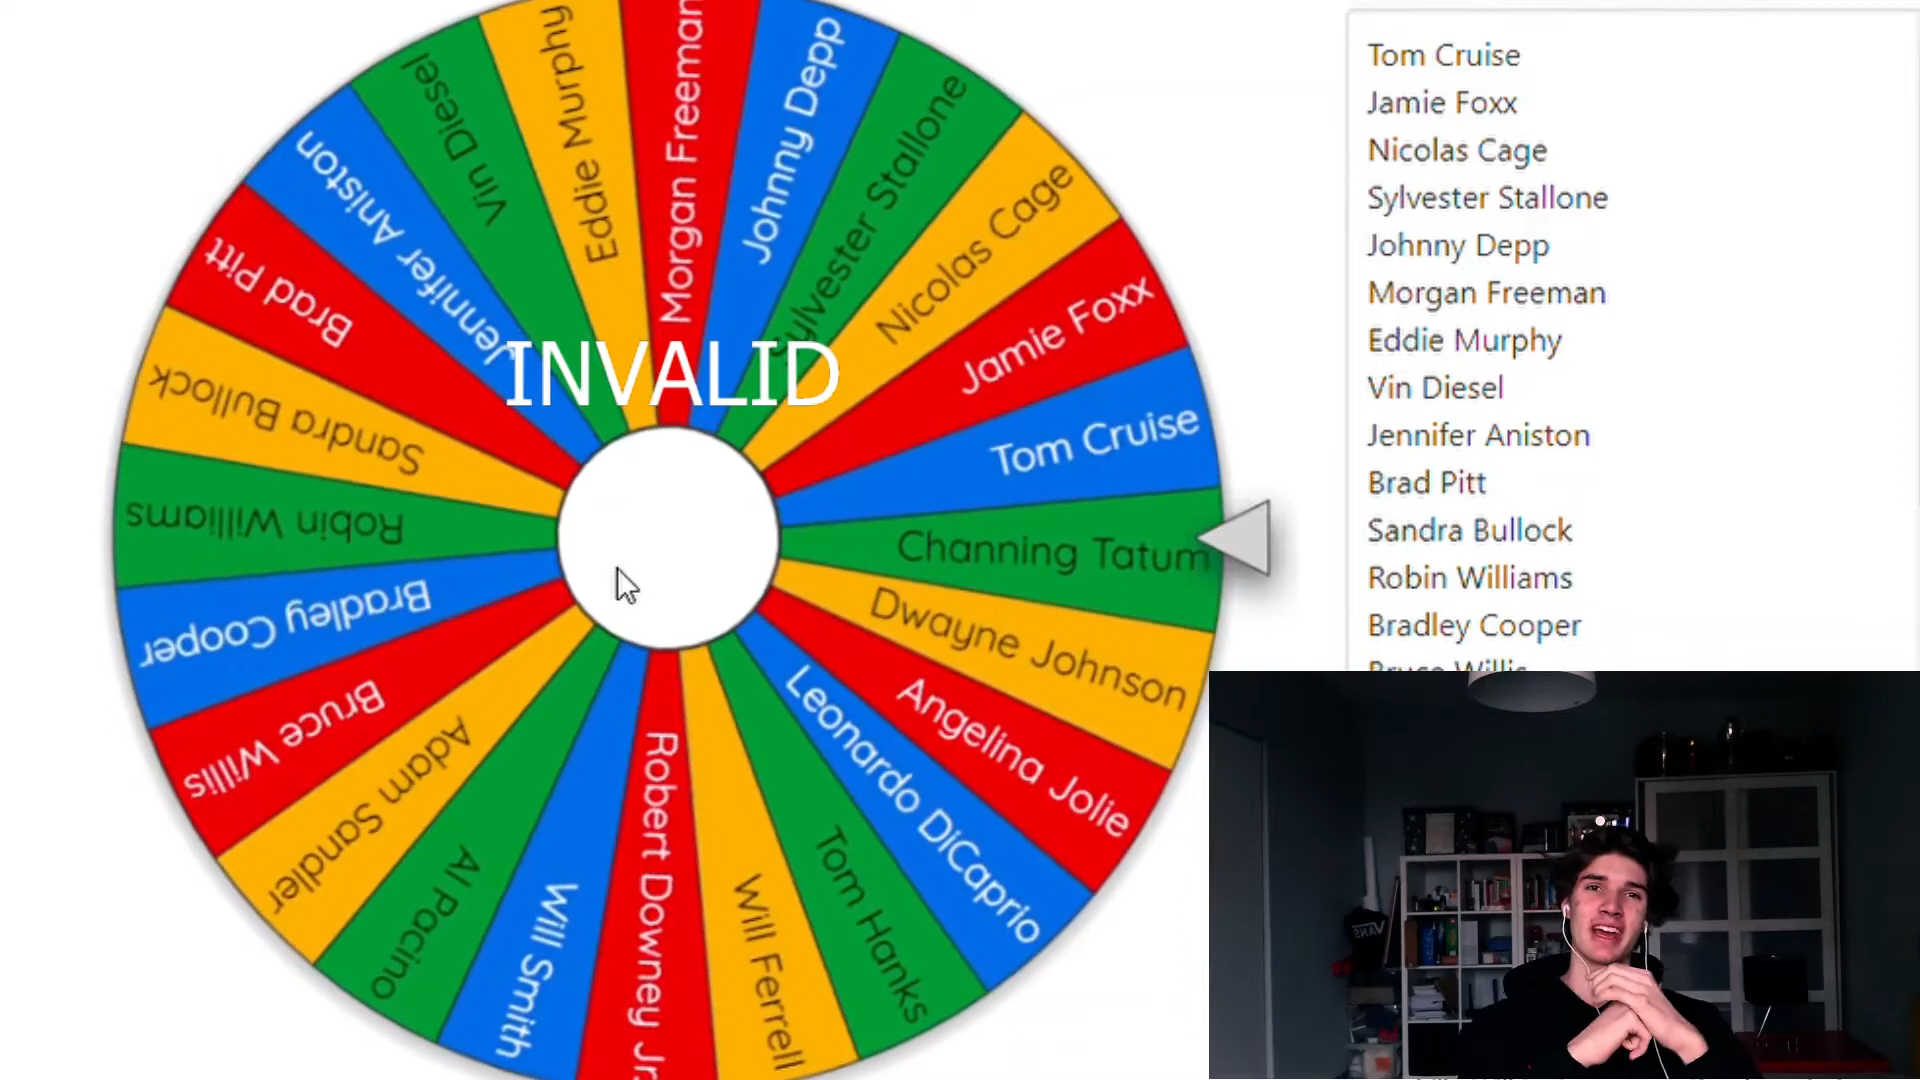 Morgan Freeman
Johnny Depp
Sylvester Stallone
Nicolas Cage
Jamie Foxx
Tom Cruise
Channing Tatum
Dwayne Johnson
Angelina Jolie
Leonardo DiCaprio
Tom Hanks
Will Ferrell
Robert Downey Jr.
Will Smith
Al Pacino
Adam Sandler
Bruce Willis
Bradley Cooper
Robin Williams
Sandra Bullock
Brad Pitt
Jennifer Aniston
Vin Diesel
Eddie Murphy
INVALID
Tom Cruise
Jamie Foxx
Nicolas Cage
Sylvester Stallone
Johnny Depp
Morgan Freeman
Eddie Murphy
Vin Diesel
Jennifer Aniston
Brad Pitt
Sandra Bullock
Robin Williams
Bradley Cooper
Bruce Willis
VANS